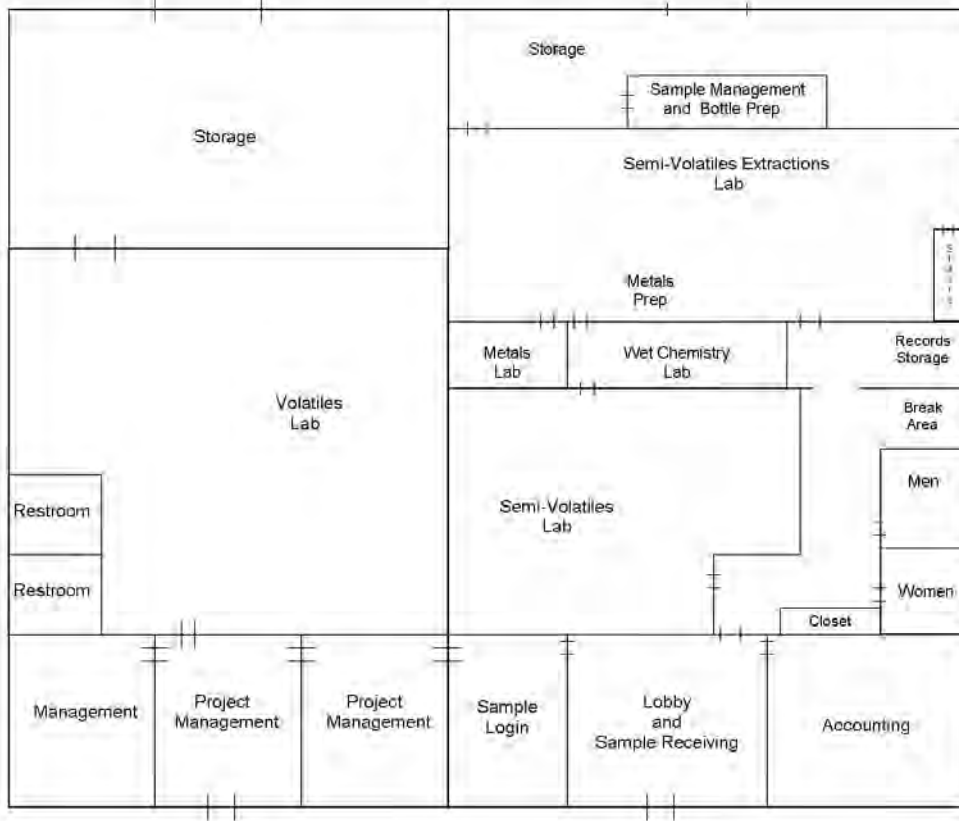 Storage
Sample Management
and Bottle Prep
Storage
Semi-Volatiles Extractions
Lab
Metals
Prep
Metals
Lab
Wet Chemistry
Lab
Records
Storage
Volatiles
Lab
Break
Area
Men
Restroom
Semi-Volatiles
Lab
Restroom
Women
Closet
Management
Project
Management
Project
Management
Sample
Login
Lobby
and
Sample Receiving
Accounting